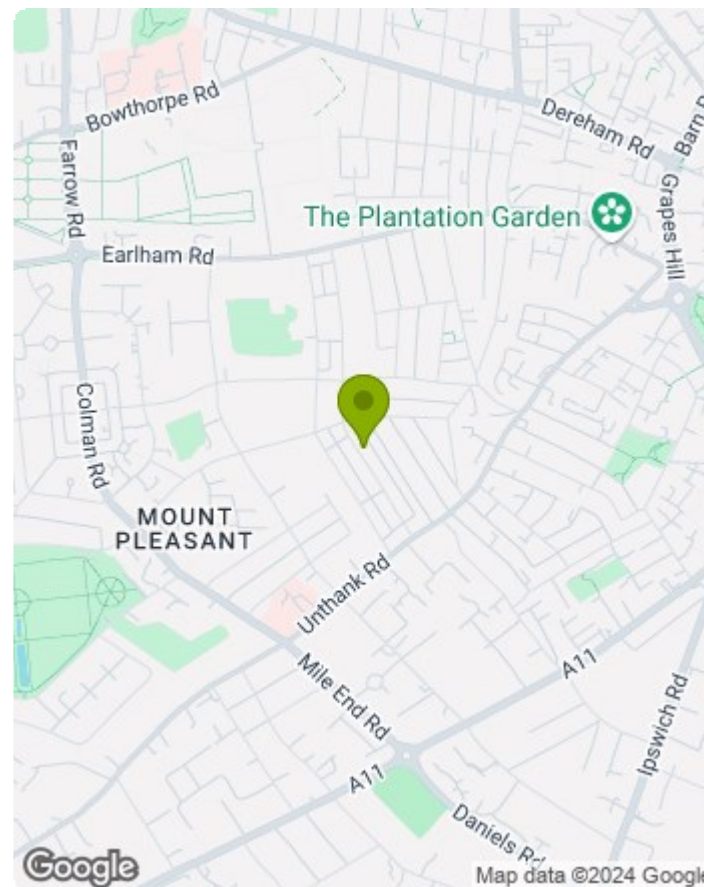 Bowthorpe Rd
Dereham Rd
Barn R
Farrow Rd
The Plantation Garden
Grapes Hill
Earlham Rd
Colman Rd
MOUNT
PLEASANT
Unthank Rd
Mile End Rd
A11
Ipswich Rd
A11
Daniels Rd
Google
Map data ©2024 Google